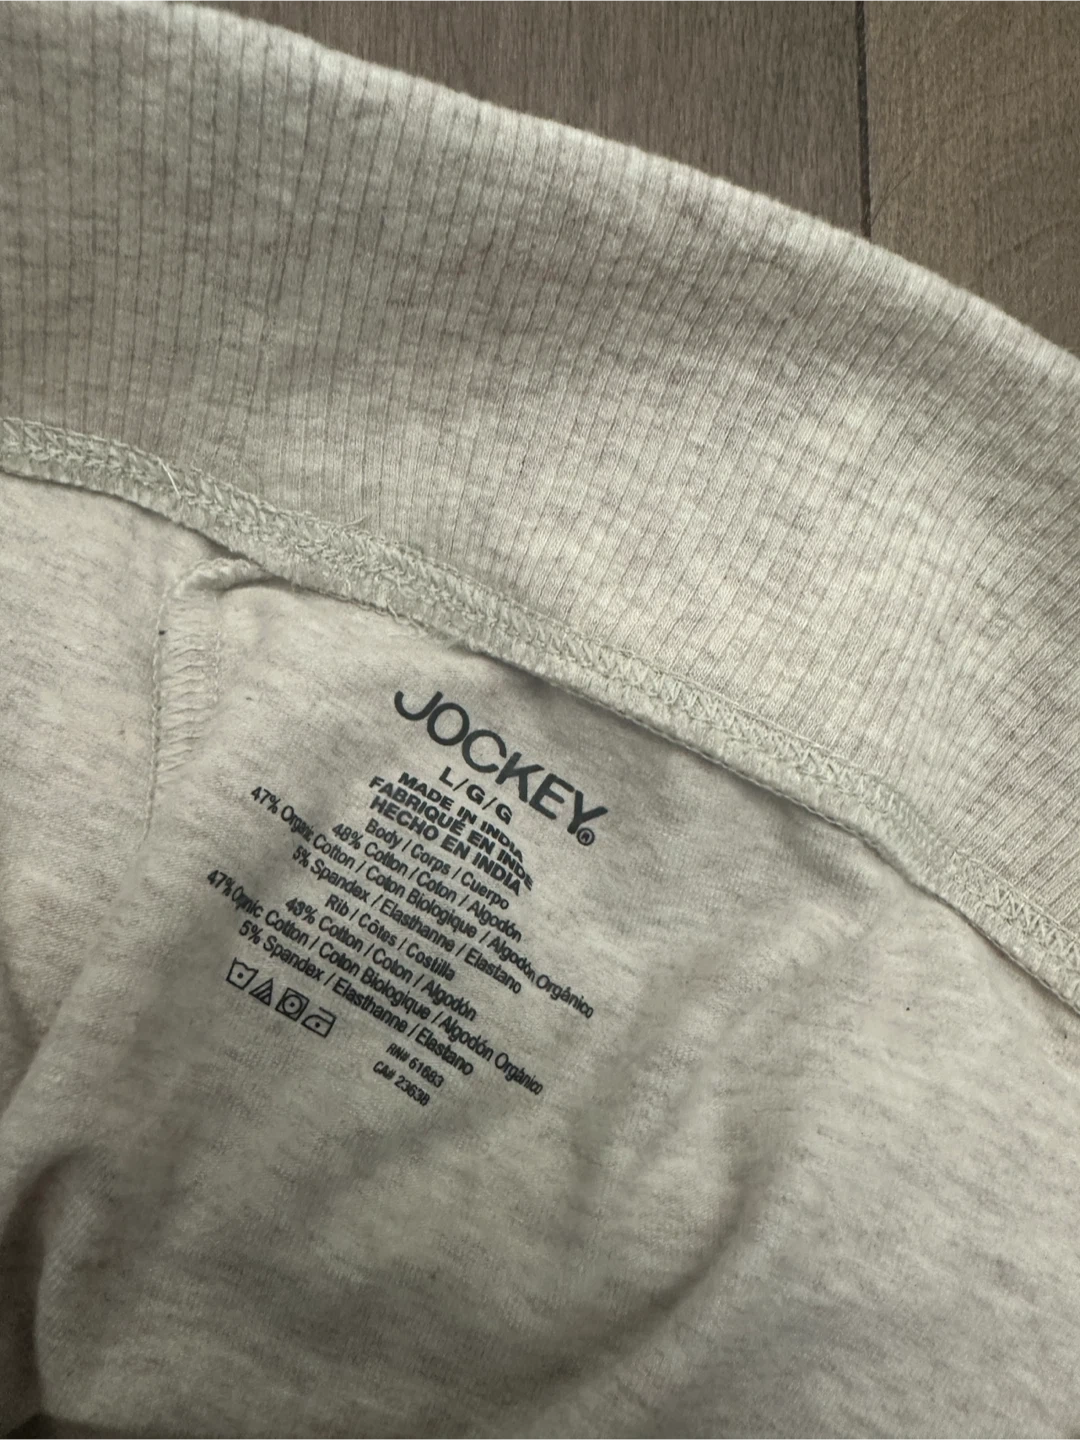 JOCKEY®
L/G/G
MADE IN INDIA
FABRIQUÉ EN INDE
HECHO EN INDIA
Body / Corps / Cuerpo
48% Cotton / Coton / Algodón
47% Organic Cotton / Coton Biologique / Algodón Orgánico
5% Spandex / Elasthanne / Elastano
Rib / Côtes / Costilla
48% Cotton / Coton / Algodón
47% Organic Cotton / Coton Biologique / Algodón Orgánico
5% Spandex / Elasthanne / Elastano
RN# 61683
CA# 23638